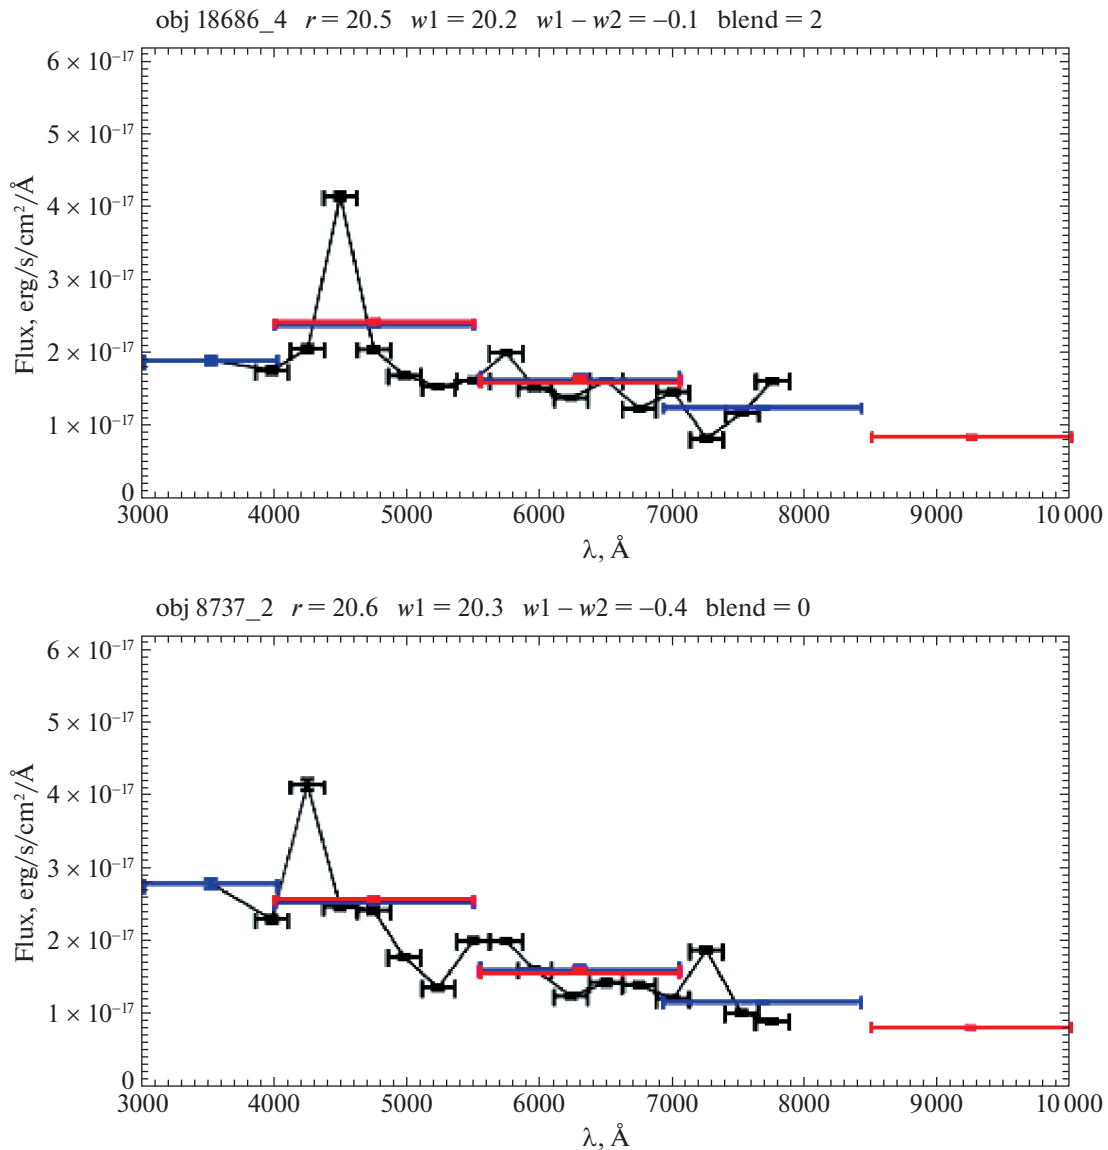 obj 18686_4 r = 20.5 w1 = 20.2 w1 – w2 = –0.1 blend = 2
6 × 10⁻¹⁷
5 × 10⁻¹⁷
4 × 10⁻¹⁷
3 × 10⁻¹⁷
2 × 10⁻¹⁷
1 × 10⁻¹⁷
0
Flux, erg/s/cm²/Å
3000 4000 5000 6000 7000 8000 9000 10 000
λ, Å
obj 8737_2 r = 20.6 w1 = 20.3 w1 – w2 = –0.4 blend = 0
6 × 10⁻¹⁷
5 × 10⁻¹⁷
4 × 10⁻¹⁷
3 × 10⁻¹⁷
2 × 10⁻¹⁷
1 × 10⁻¹⁷
0
Flux, erg/s/cm²/Å
3000 4000 5000 6000 7000 8000 9000 10 000
λ, Å